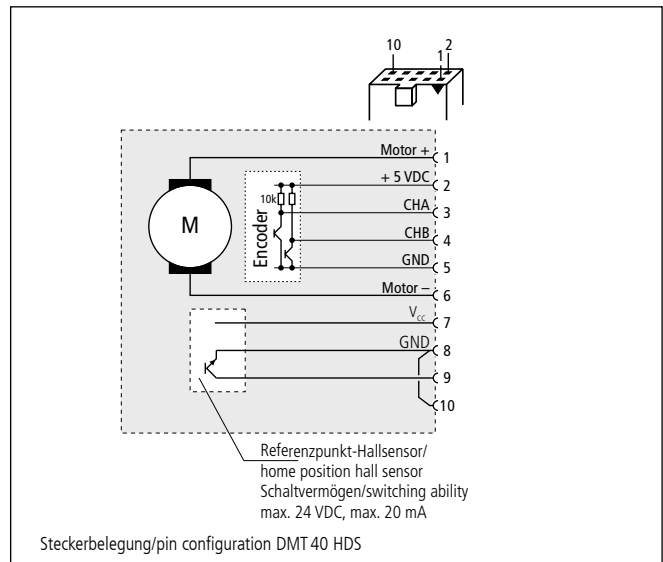 10
2
1
Motor +
1
+ 5 VDC
2
10k
CHA
3
M
Encoder
CHB
4
GND
5
Motor –
6
Vcc
7
GND
8
9
10
Referenzpunkt-Hallsensor/
home position hall sensor
Schaltvermögen/switching ability
max. 24 VDC, max. 20 mA
Steckerbelegung/pin configuration DMT 40 HDS